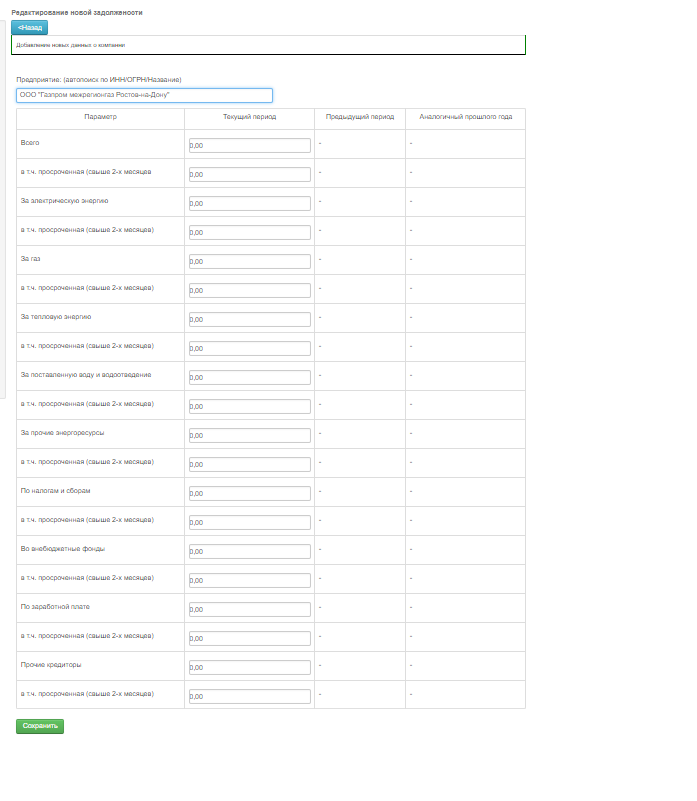 Редактирование новой задолжености
<Назад
Добавление новых данных о компании
Предприятие: (автопоиск по ИНН/ОГРН/Название)
ООО "Газпром межрегионгаз Ростов-на-Дону"
Параметр Текущий период Предыдущий период Аналогичный прошлого года
Всего 0,00 - -
в т.ч. просроченная (свыше 2-х месяцев 0,00 - -
За электрическую энергию 0,00 - -
в т.ч. просроченная (свыше 2-х месяцев) 0,00 - -
За газ 0,00 - -
в т.ч. просроченная (свыше 2-х месяцев) 0,00 - -
За тепловую энергию 0,00 - -
в т.ч. просроченная (свыше 2-х месяцев) 0,00 - -
За поставленную воду и водоотведение 0,00 - -
в т.ч. просроченная (свыше 2-х месяцев) 0,00 - -
За прочие энергоресурсы 0,00 - -
в т.ч. просроченная (свыше 2-х месяцев) 0,00 - -
По налогам и сборам 0,00 - -
в т.ч. просроченная (свыше 2-х месяцев) 0,00 - -
Во внебюджетные фонды 0,00 - -
в т.ч. просроченная (свыше 2-х месяцев) 0,00 - -
По заработной плате 0,00 - -
в т.ч. просроченная (свыше 2-х месяцев) 0,00 - -
Прочие кредиторы 0,00 - -
в т.ч. просроченная (свыше 2-х месяцев) 0,00 - -
Сохранить